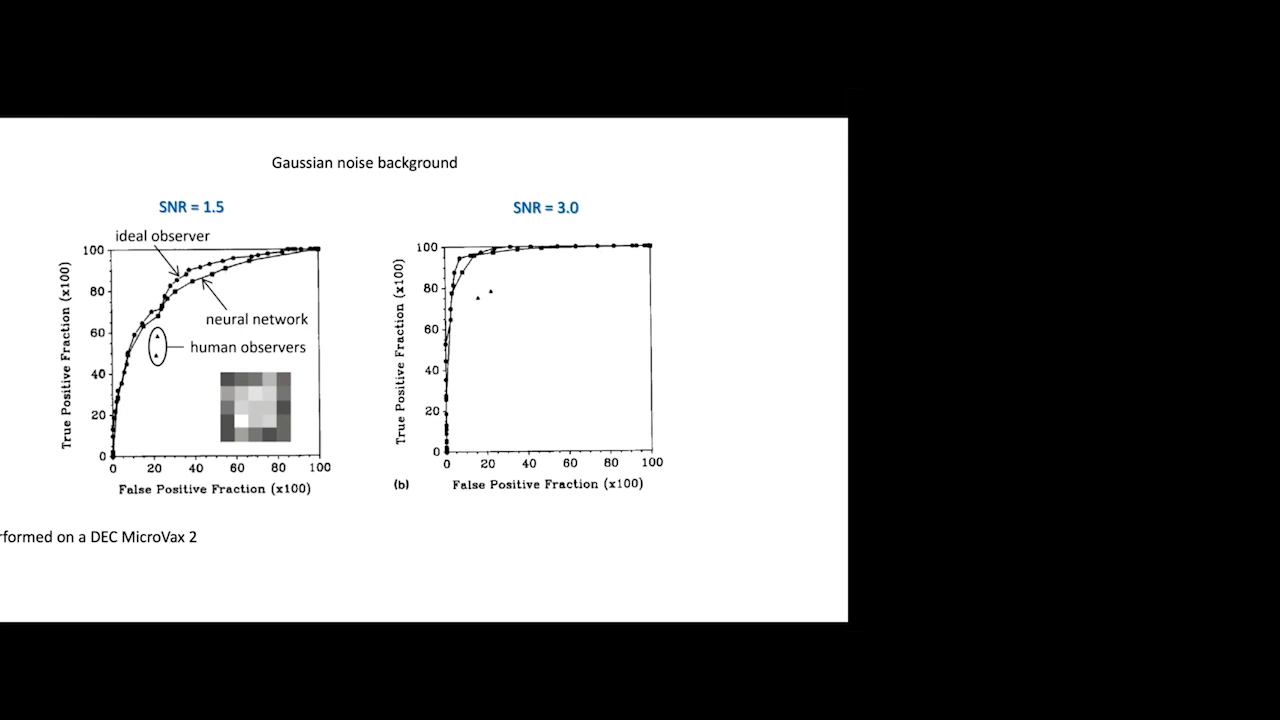 Gaussian noise background
SNR = 1.5
ideal observer
100
80
60
40
20
0
True Positive Fraction (x100)
neural network
human observers
0 20 40 60 80 100
False Positive Fraction (x100)
SNR = 3.0
100
80
60
40
20
0
True Positive Fraction (x100)
0 20 40 60 80 100
(b) False Positive Fraction (x100)
rformed on a DEC MicroVax 2